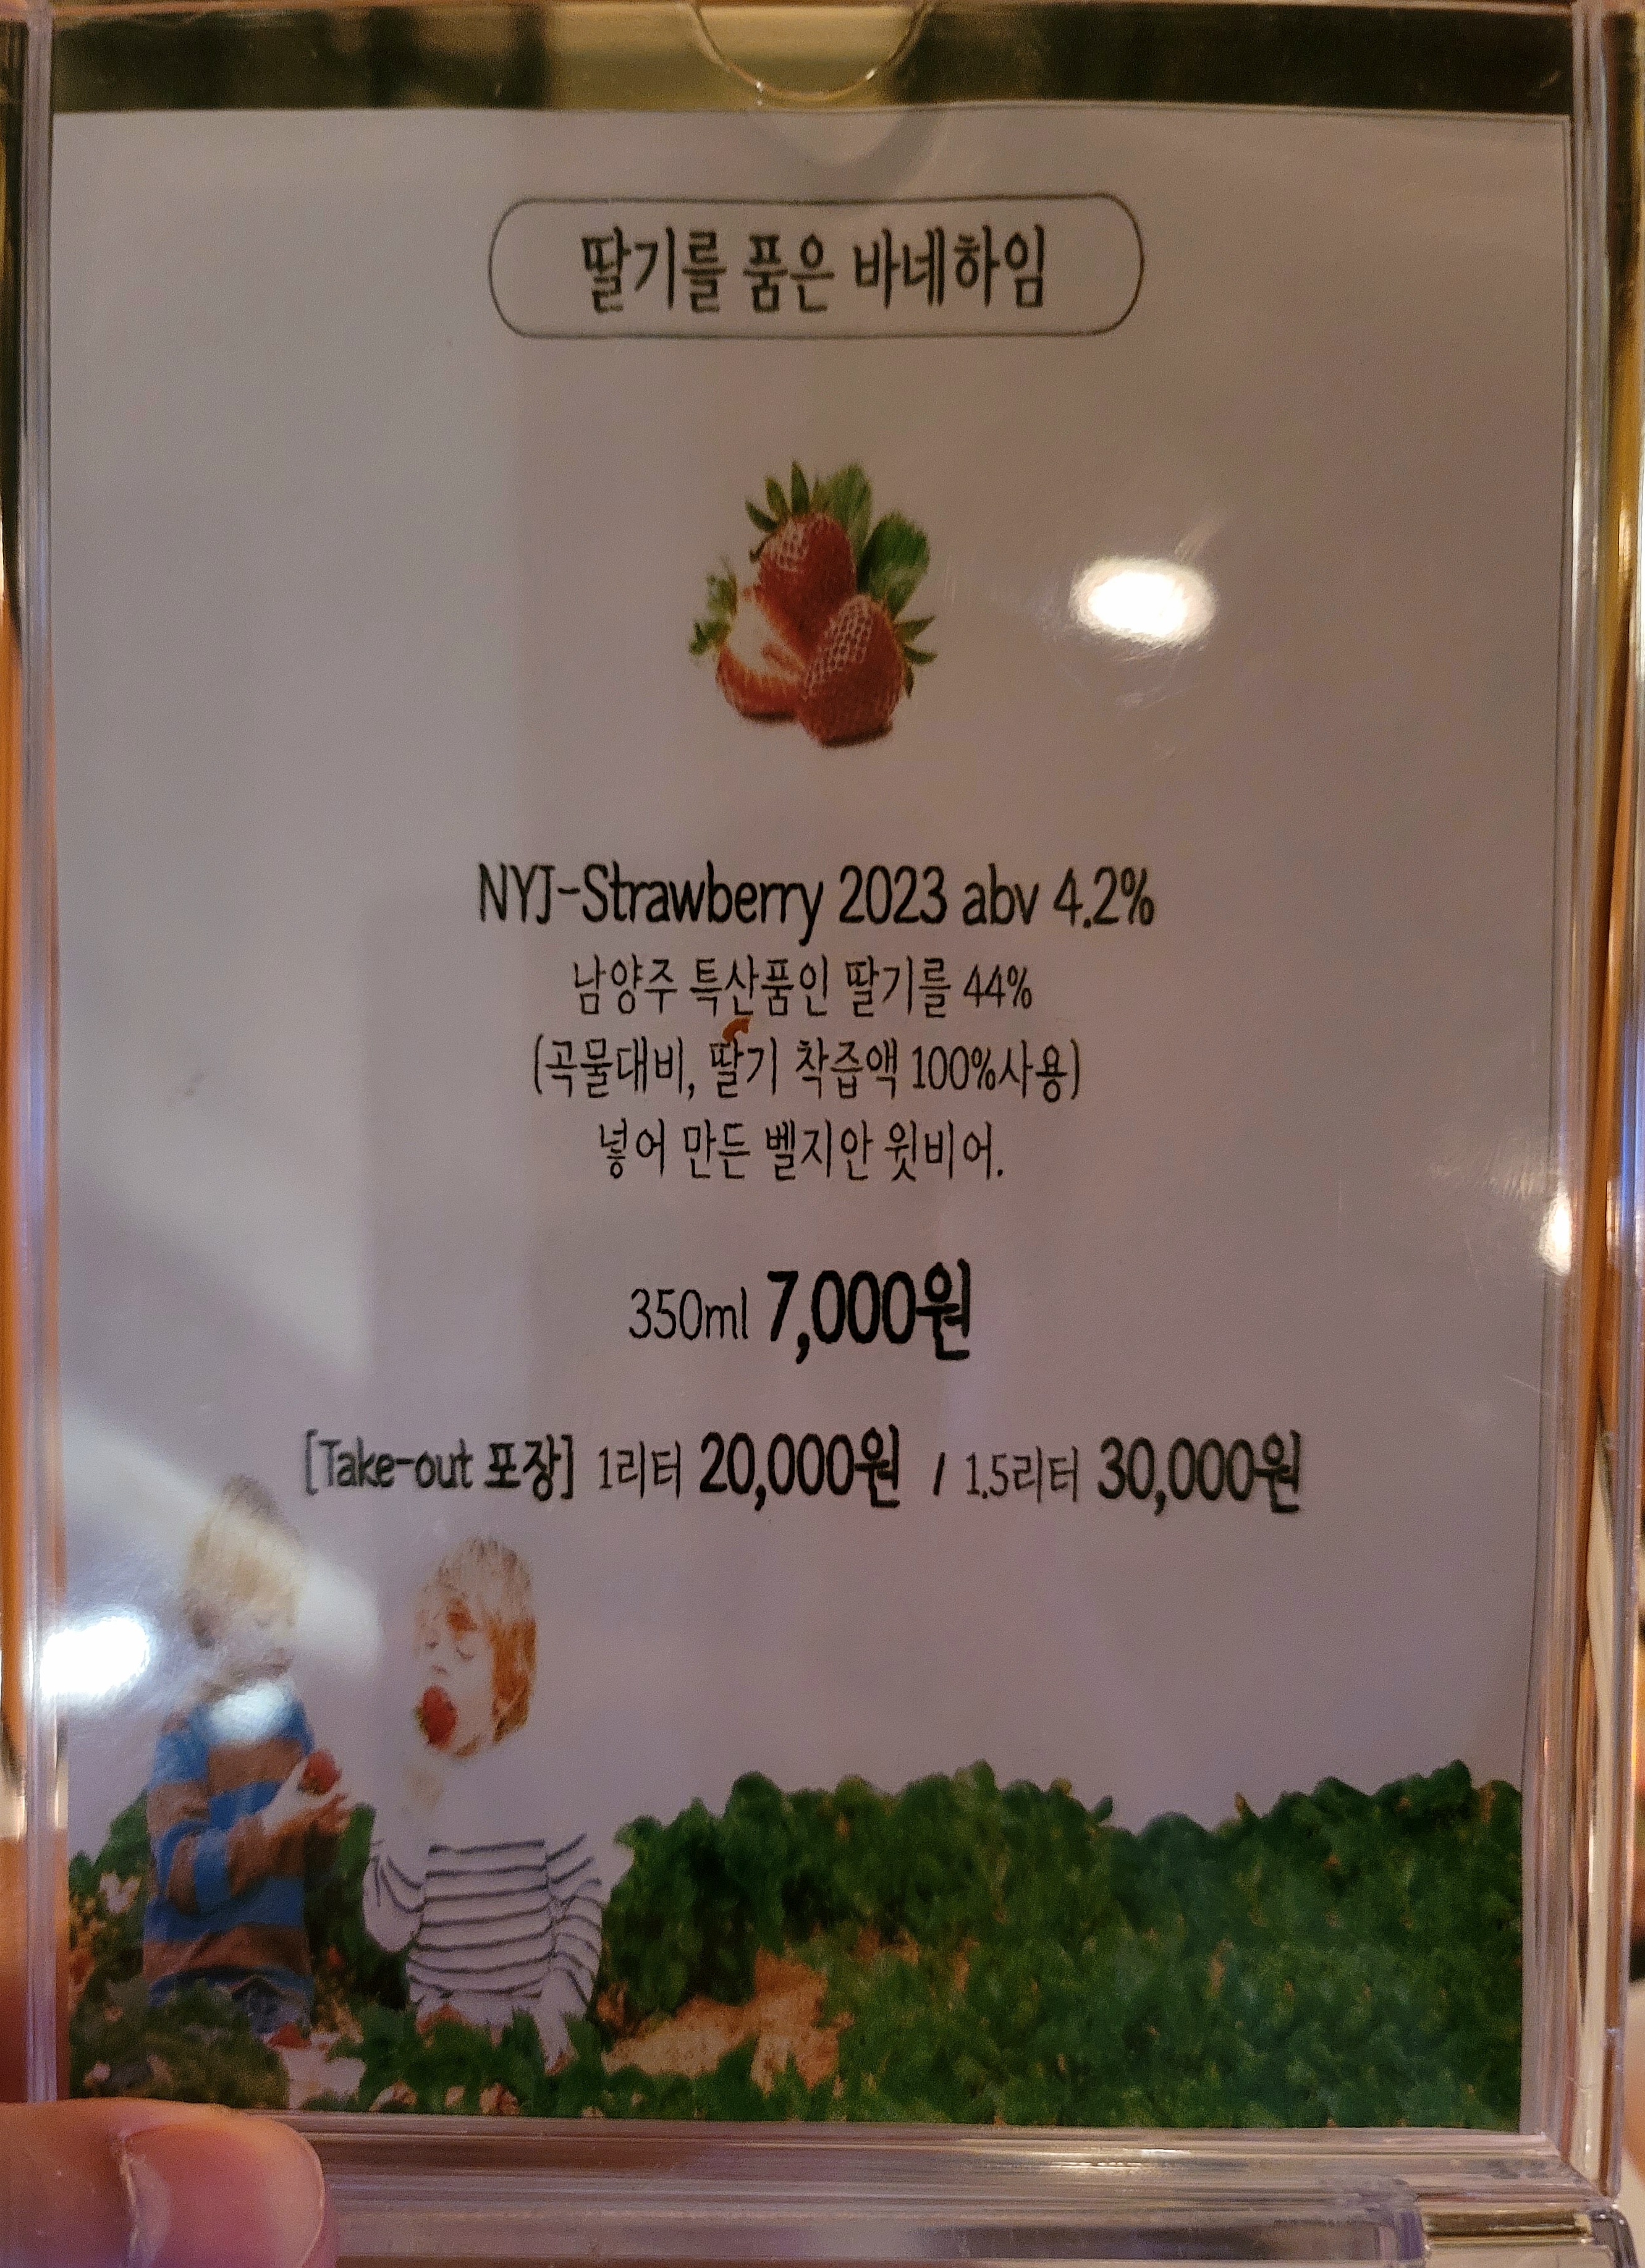 딸기를 품은 바네하임
NYJ-Strawberry 2023 abv 4.2%
남양주 특산품인 딸기를 44%
(곡물대비, 딸기 착즙액 100%사용)
넣어 만든 벨지안 윗비어.
350ml 7,000원
[Take-out 포장] 1리터 20,000원 / 1.5리터 30,000원